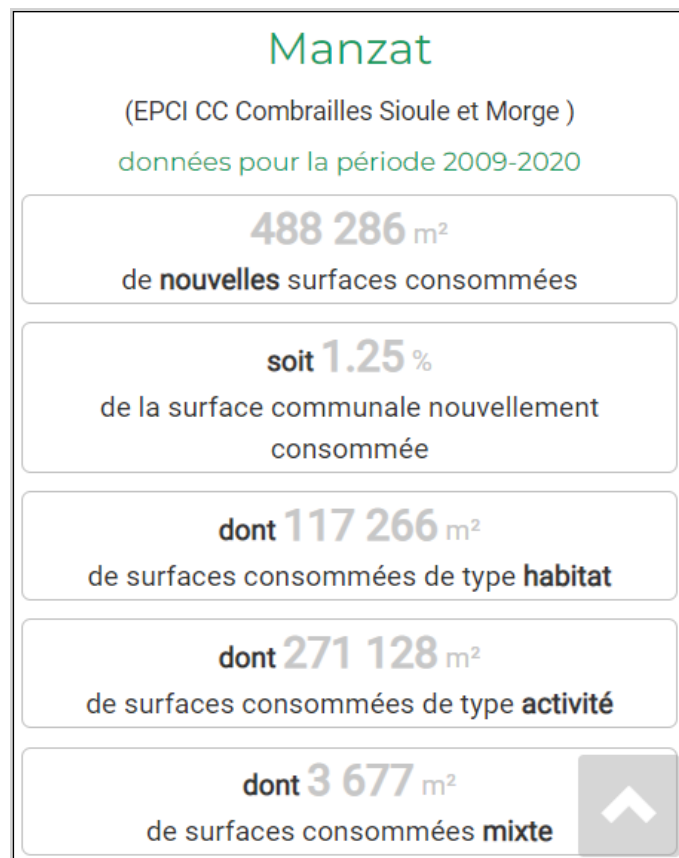 Manzat
(EPCI CC Combrailles Sioule et Morge )
données pour la période 2009-2020
488 286 m²
de nouvelles surfaces consommées
soit 1.25 %
de la surface communale nouvellement
consommée
dont 117 266 m²
de surfaces consommées de type habitat
dont 271 128 m²
de surfaces consommées de type activité
dont 3 677 m²
de surfaces consommées mixte